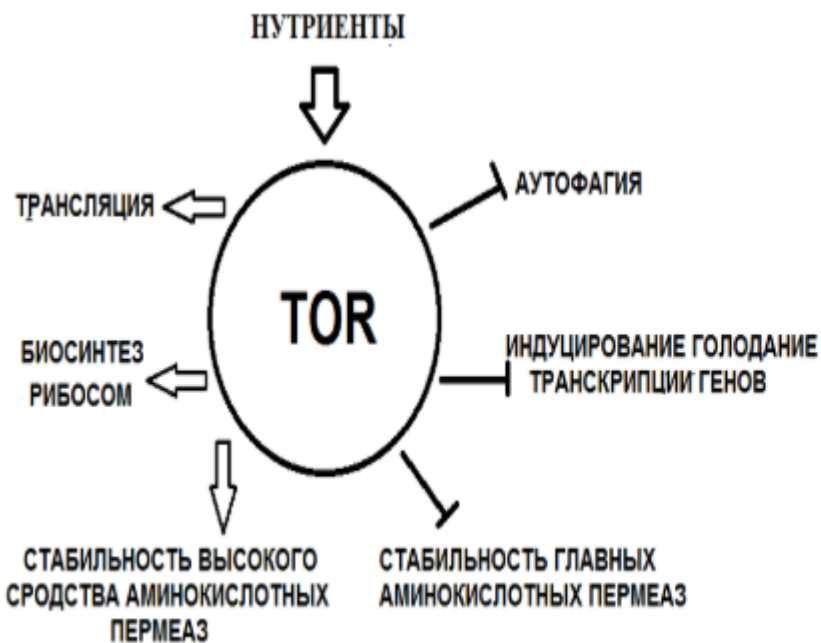 НУТРИЕНТЫ
ТРАНСЛЯЦИЯ
АУТОФАГИЯ
TOR
БИОСИНТЕЗ
РИБОСОМ
ИНДУЦИРОВАНИЕ ГОЛОДАНИЕ
ТРАНСКРИПЦИИ ГЕНОВ
СТАБИЛЬНОСТЬ ВЫСОКОГО
СРОДСТВА АМИНОКИСЛОТНЫХ
ПЕРМЕАЗ
СТАБИЛЬНОСТЬ ГЛАВНЫХ
АМИНОКИСЛОТНЫХ ПЕРМЕАЗ